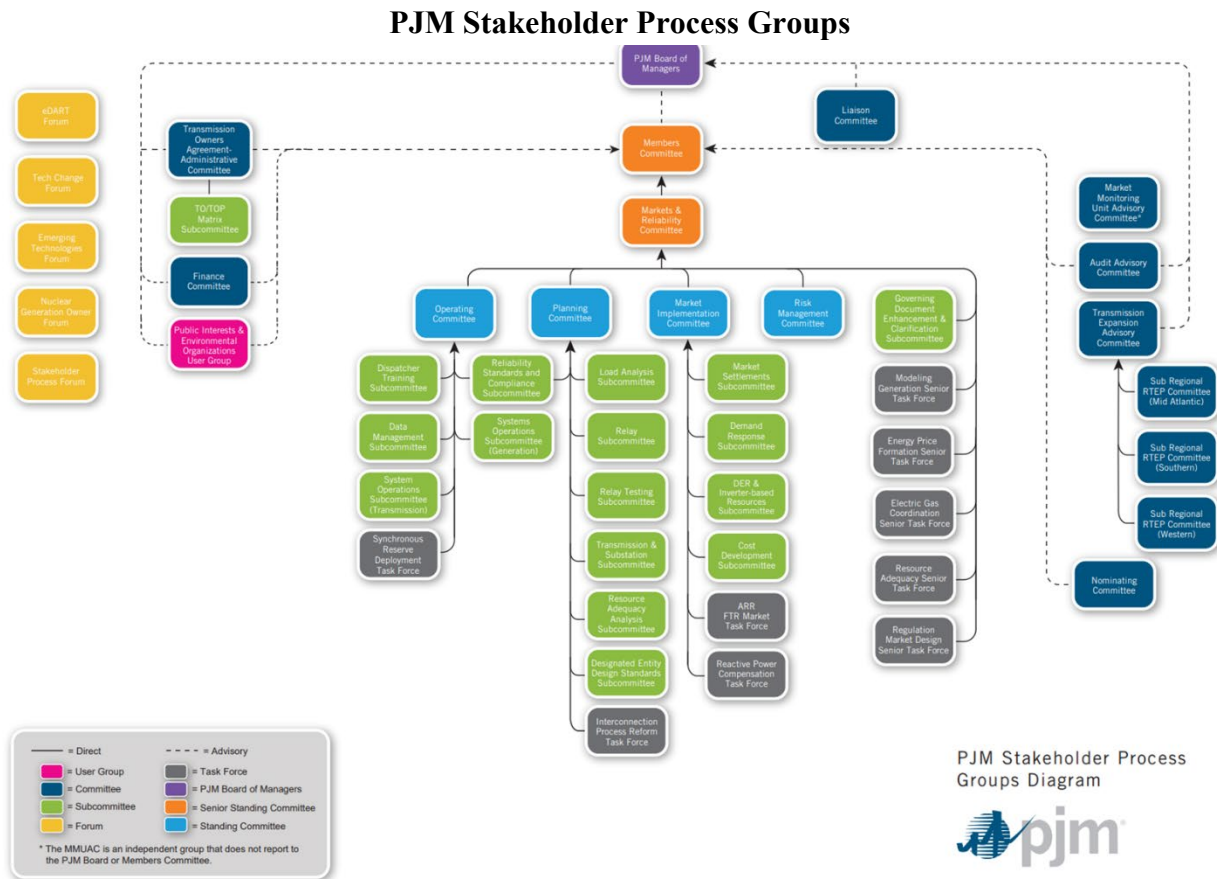 PJM Stakeholder Process Groups
PJM Board of
Managers
eDART
Forum
Tech Change
Forum
Emerging
Technologies
Forum
Nuclear
Generation Owner
Forum
Stakeholder
Process Forum
Transmission
Owners
Agreement-
Administrative
Committee
TO/TOP
Matrix
Subcommittee
Finance
Committee
Public Interests &
Environmental
Organizations
User Group
Members
Committee
Markets &
Reliability
Committee
Liaison
Committee
Market
Monitoring
Unit Advisory
Committee*
Audit Advisory
Committee
Transmission
Expansion
Advisory
Committee
Sub Regional
RTEP Committee
(Mid Atlantic)
Sub Regional
RTEP Committee
(Southern)
Sub Regional
RTEP Committee
(Western)
Nominating
Committee
Operating
Committee
Planning
Committee
Market
Implementation
Committee
Risk
Management
Committee
Dispatcher
Training
Subcommittee
Data
Management
Subcommittee
System
Operations
Subcommittee
(Transmission)
Synchronous
Reserve
Deployment
Task Force
Reliability
Standards and
Compliance
Subcommittee
Systems
Operations
Subcommittee
(Generation)
Load Analysis
Subcommittee
Relay
Subcommittee
Relay Testing
Subcommittee
Transmission &
Substation
Subcommittee
Resource
Adequacy
Analysis
Subcommittee
Designated Entity
Design Standards
Subcommittee
Interconnection
Process Reform
Task Force
Market
Settlements
Subcommittee
Demand
Response
Subcommittee
DER &
Inverter-based
Resources
Subcommittee
Cost
Development
Subcommittee
ARR
FTR Market
Task Force
Reactive Power
Compensation
Task Force
Governing
Document
Enhancement &
Clarification
Subcommittee
Modeling
Generation Senior
Task Force
Energy Price
Formation Senior
Task Force
Electric Gas
Coordination
Senior Task Force
Resource
Adequacy Senior
Task Force
Regulation
Market Design
Senior Task Force
= Direct
= Advisory
= User Group
= Task Force
= Committee
= PJM Board of Managers
= Subcommittee
= Senior Standing Committee
= Forum
= Standing Committee
* The MMUAC is an independent group that does not report to
the PJM Board or Members Committee.
PJM Stakeholder Process
Groups Diagram
pjm®